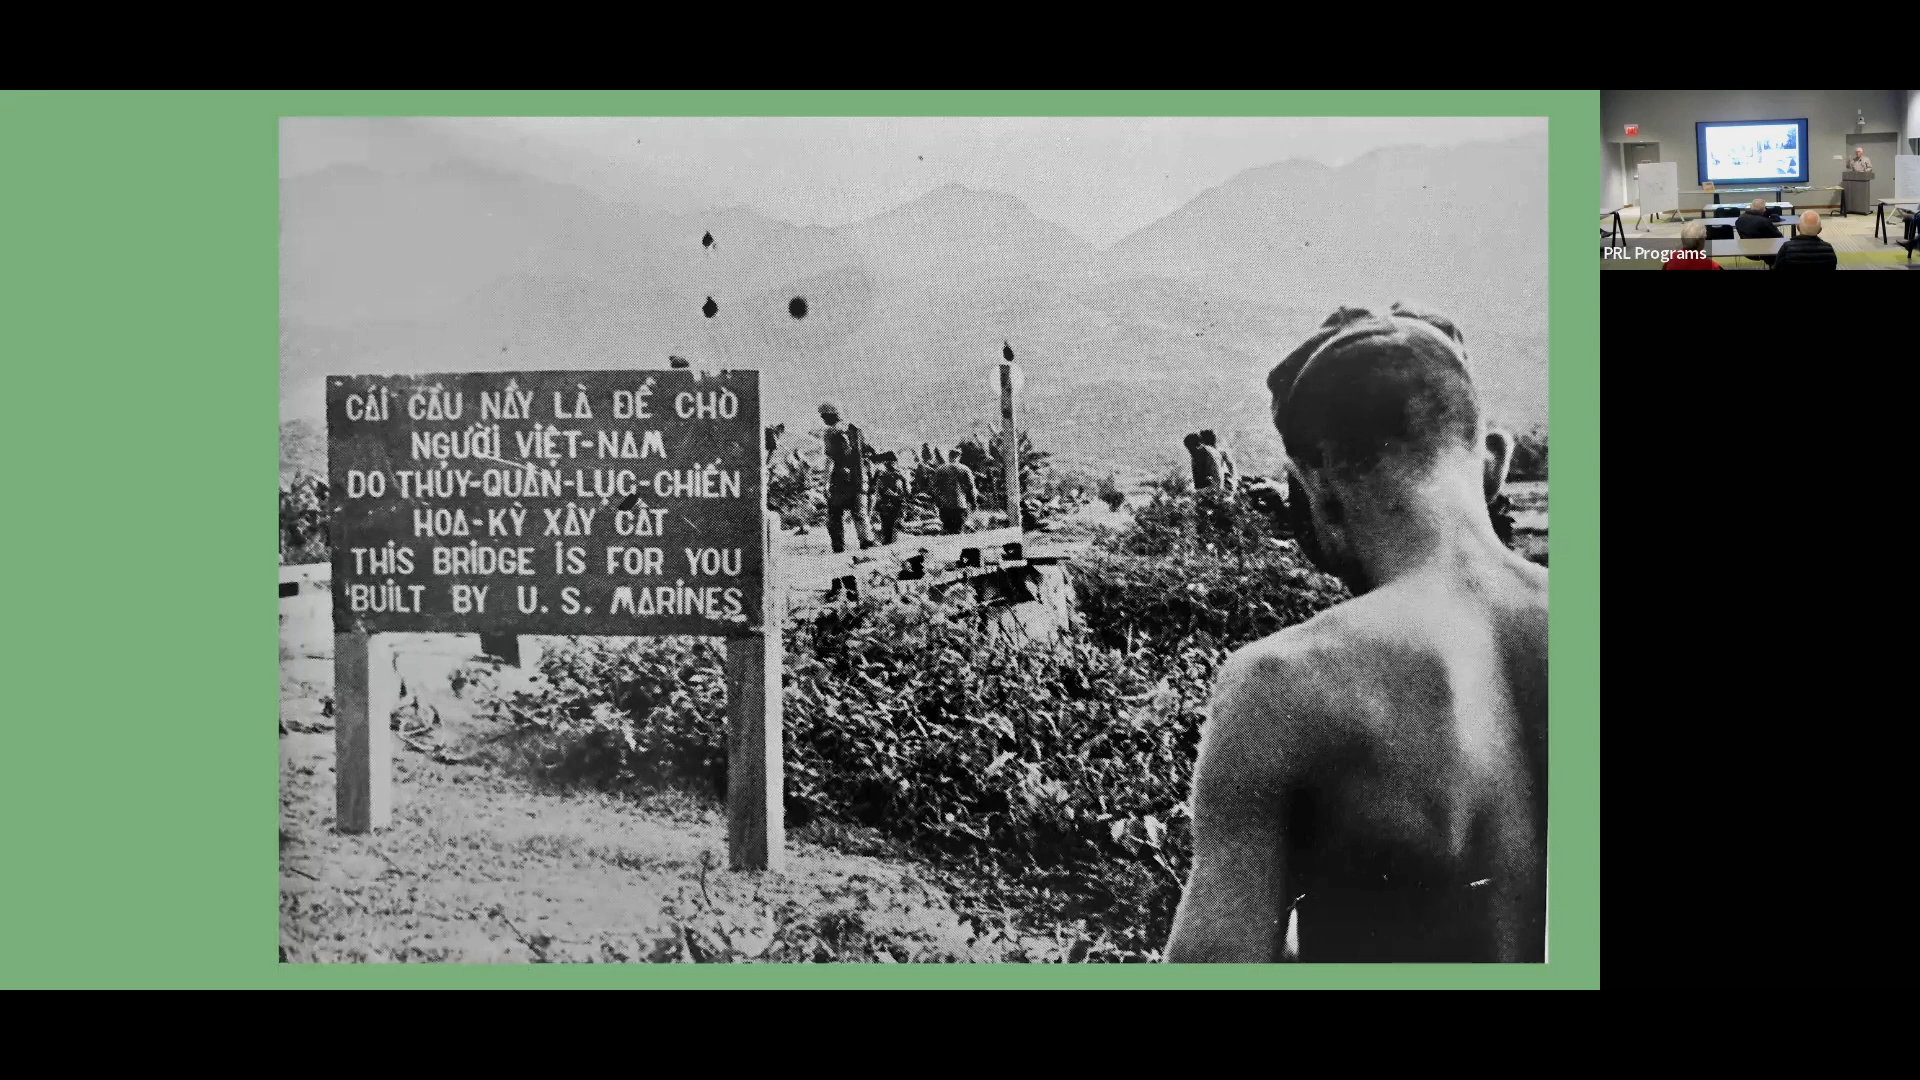 CÁI CẦU NẦY LÀ ĐỂ CHO
NGƯỜI VIỆT-NAM
DO THỦY-QUÂN-LỤC-CHIẾN
HOA-KỲ XÂY CẤT
THIS BRIDGE IS FOR YOU
BUILT BY U.S. MARINES
PRL Programs